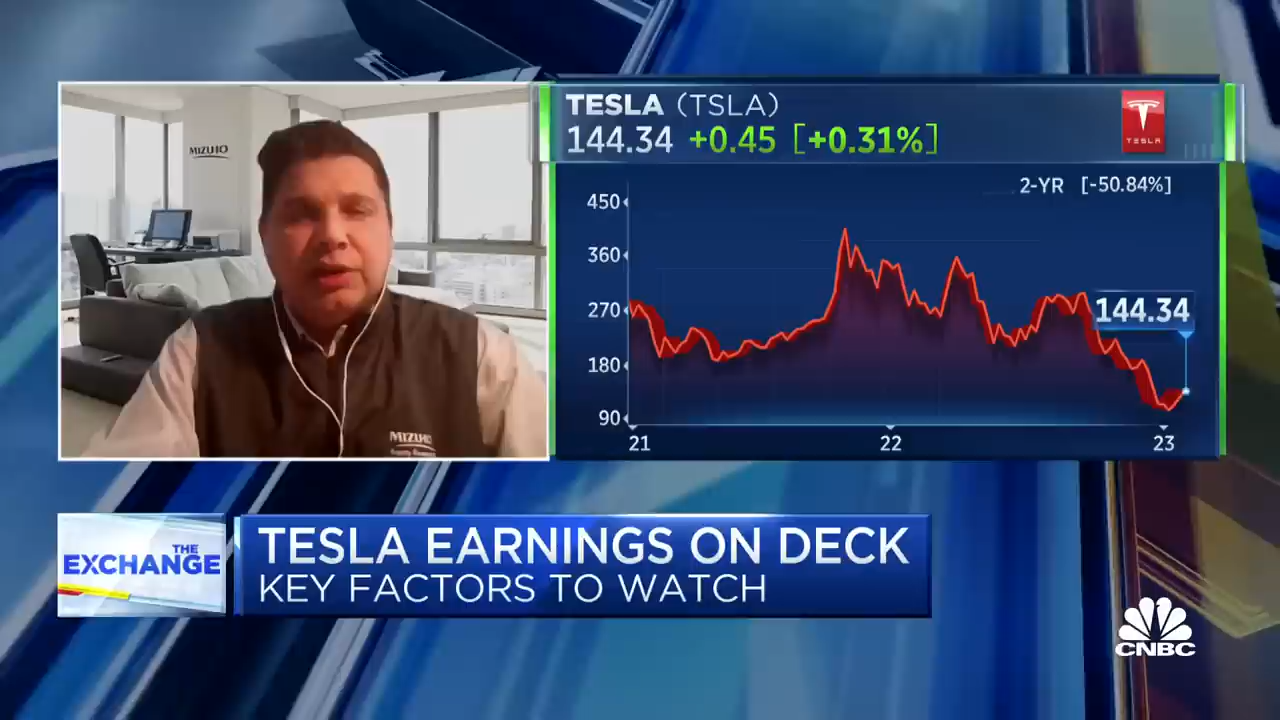 MIZUHO
MIZUHO
TESLA (TSLA)
144.34 +0.45 [+0.31%]
TESLA
2-YR [-50.84%]
450
360
270
180
90
144.34
21
22
23
THE
EXCHANGE
TESLA EARNINGS ON DECK
KEY FACTORS TO WATCH
CNBC